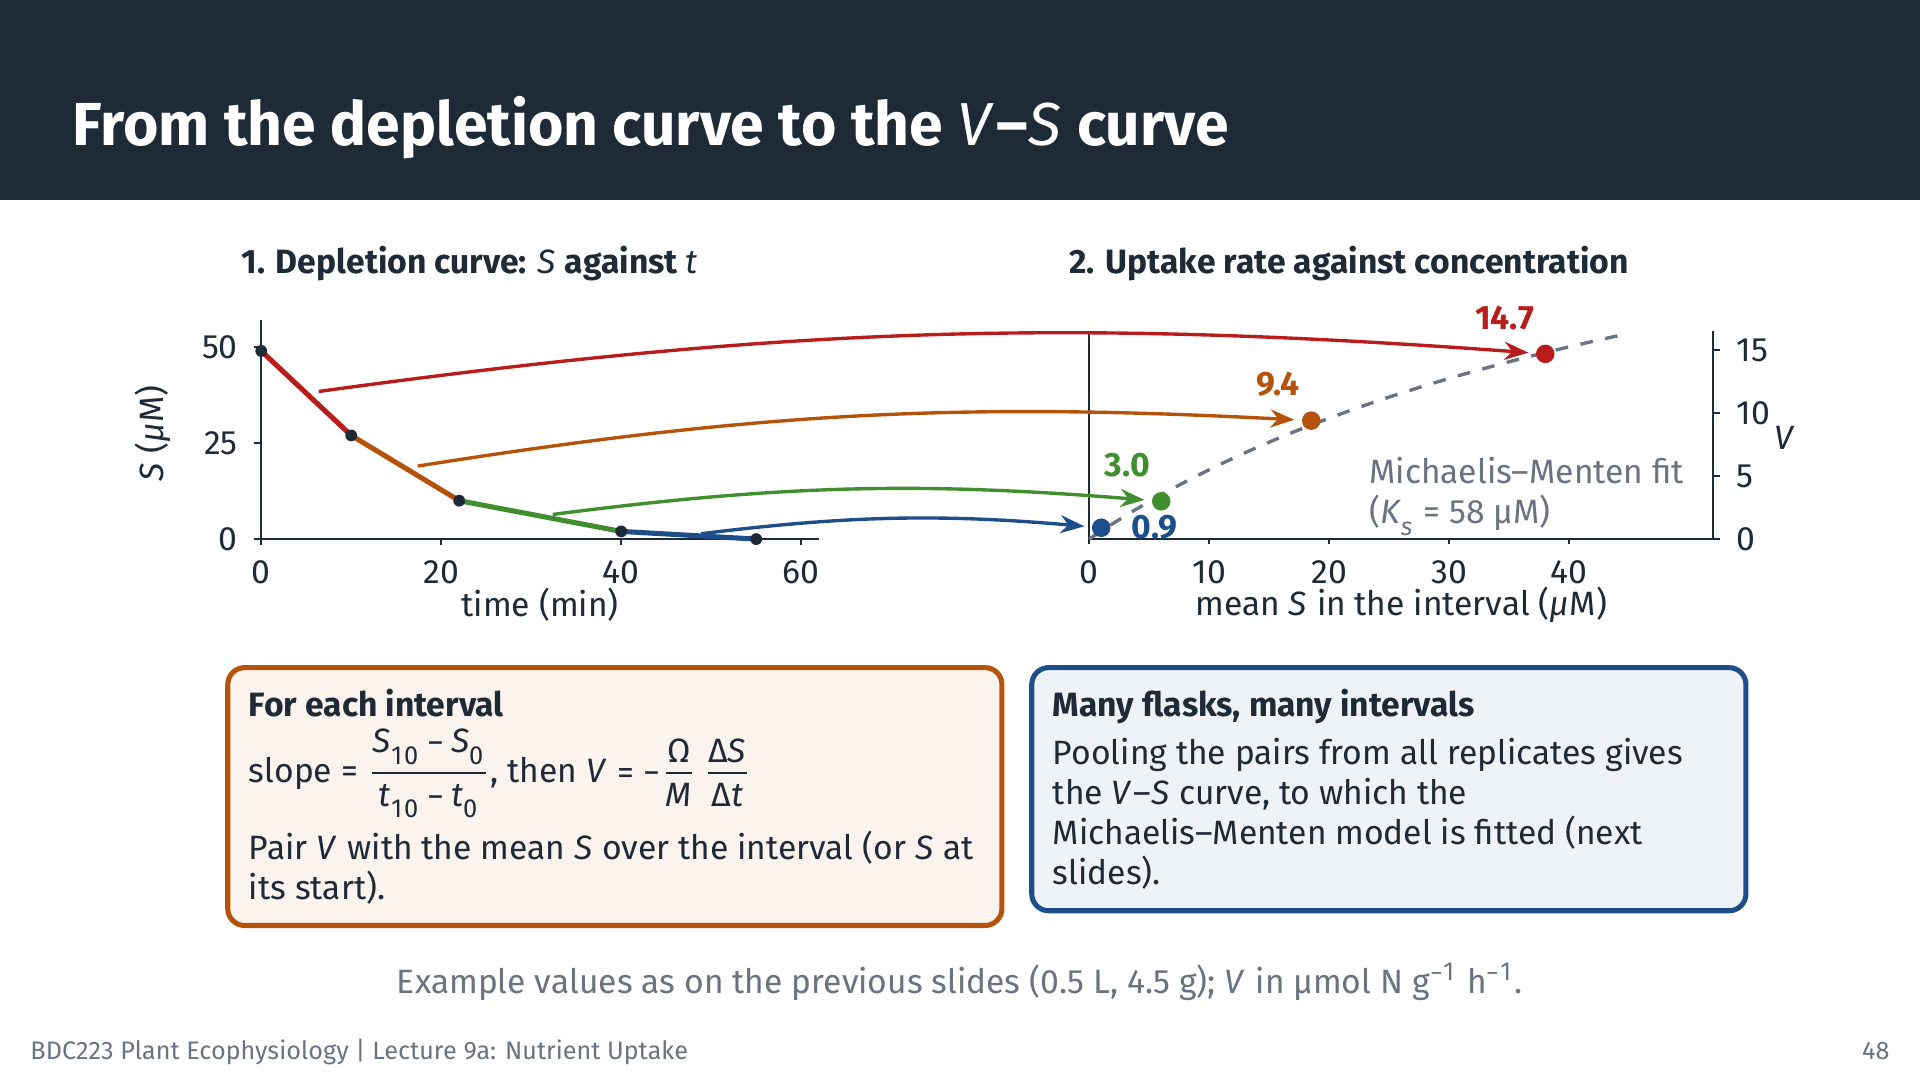 From the depletion curve to the V–S curve
1. Depletion curve: S against t
50
25
0
S (μM)
0 20 40 60
time (min)
2. Uptake rate against concentration
14.7
9.4
3.0
0.9
Michaelis–Menten fit
(Kₛ = 58 μM)
15
10
5
0
V
0 10 20 30 40
mean S in the interval (μM)
For each interval
slope = (S₁₀ − S₀)/(t₁₀ − t₀), then V = −(Ω/M) (ΔS/Δt)
Pair V with the mean S over the interval (or S at
its start).
Many flasks, many intervals
Pooling the pairs from all replicates gives
the V–S curve, to which the
Michaelis–Menten model is fitted (next
slides).
Example values as on the previous slides (0.5 L, 4.5 g); V in μmol N g⁻¹ h⁻¹.
BDC223 Plant Ecophysiology | Lecture 9a: Nutrient Uptake
48